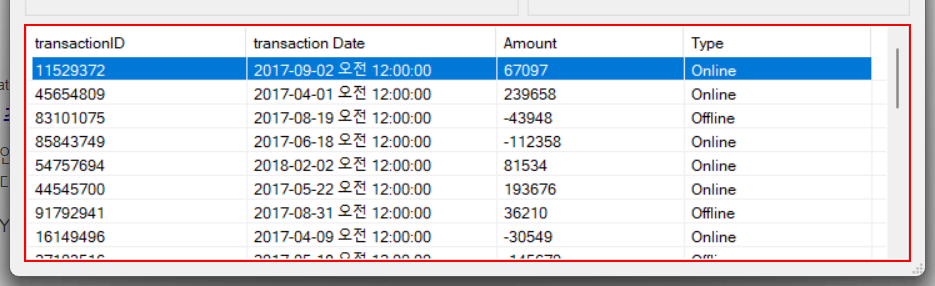 transactionID transaction Date Amount Type
11529372 2017-09-02 오전 12:00:00 67097 Online
45654809 2017-04-01 오전 12:00:00 239658 Online
83101075 2017-08-19 오전 12:00:00 -43948 Offline
85843749 2017-06-18 오전 12:00:00 -112358 Online
54757694 2018-02-02 오전 12:00:00 81534 Online
44545700 2017-05-22 오전 12:00:00 193676 Online
91792941 2017-08-31 오전 12:00:00 36210 Offline
16149496 2017-04-09 오전 12:00:00 -30549 Online